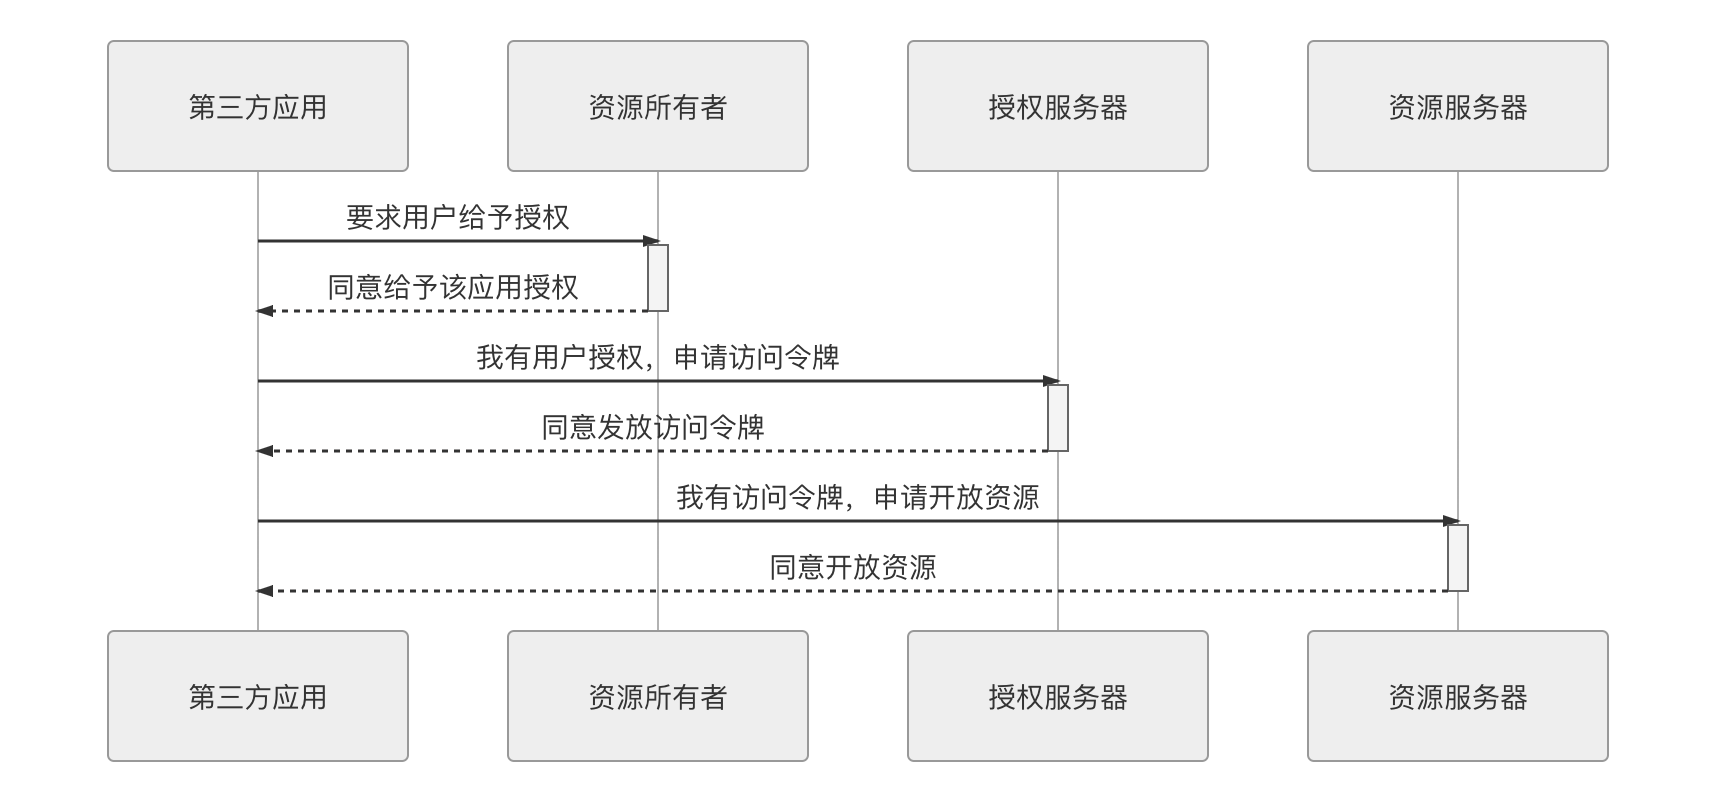 第三方应用
资源所有者
授权服务器
资源服务器
要求用户给予授权
同意给予该应用授权
我有用户授权，申请访问令牌
同意发放访问令牌
我有访问令牌，申请开放资源
同意开放资源
第三方应用
资源所有者
授权服务器
资源服务器